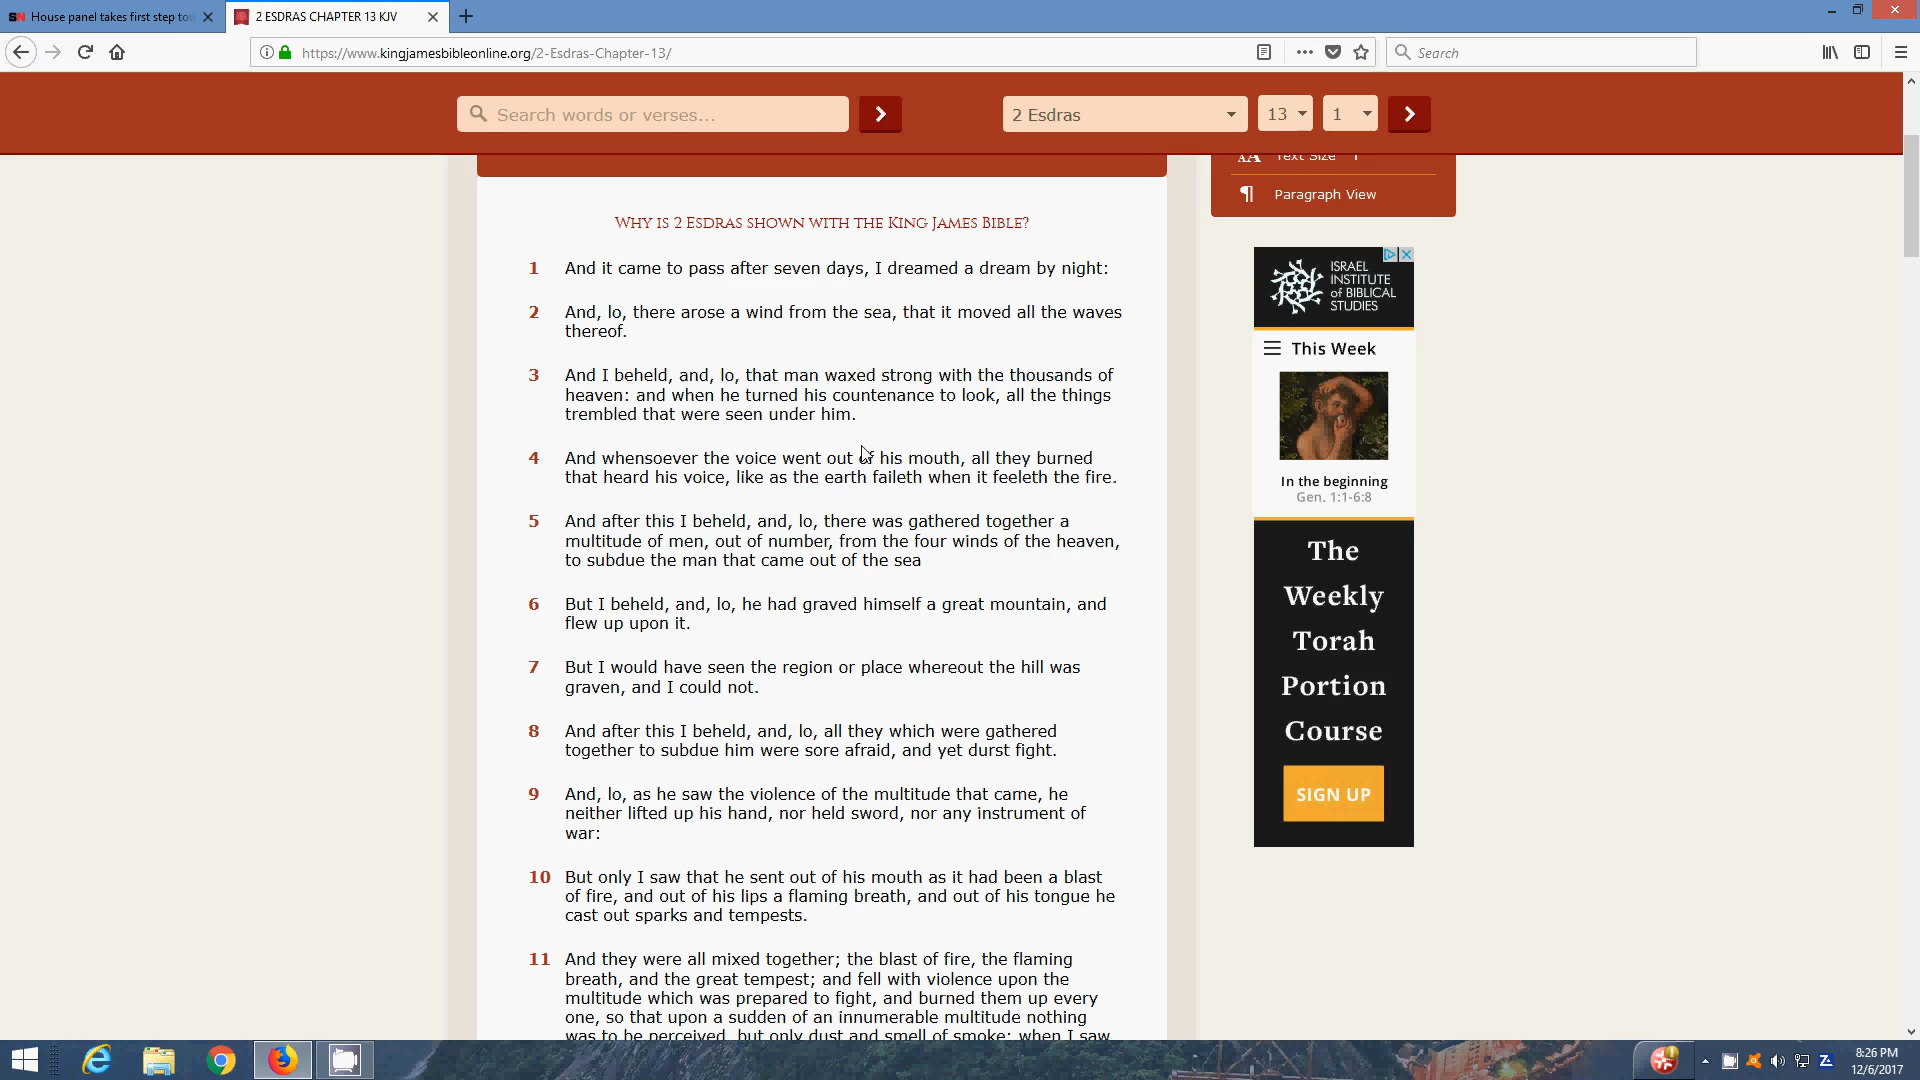 SN House panel takes first step to
2 ESDRAS CHAPTER 13 KJV
https://www.kingjamesbibleonline.org/2-Esdras-Chapter-13/
Search
Search words or verses...
2 Esdras
13
1
Text Size
Paragraph View
WHY IS 2 ESDRAS SHOWN WITH THE KING JAMES BIBLE?
1 And it came to pass after seven days, I dreamed a dream by night:
2 And, lo, there arose a wind from the sea, that it moved all the waves
thereof.
3 And I beheld, and, lo, that man waxed strong with the thousands of
heaven: and when he turned his countenance to look, all the things
trembled that were seen under him.
4 And whensoever the voice went out of his mouth, all they burned
that heard his voice, like as the earth faileth when it feeleth the fire.
5 And after this I beheld, and, lo, there was gathered together a
multitude of men, out of number, from the four winds of the heaven,
to subdue the man that came out of the sea
6 But I beheld, and, lo, he had graved himself a great mountain, and
flew up upon it.
7 But I would have seen the region or place whereout the hill was
graven, and I could not.
8 And after this I beheld, and, lo, all they which were gathered
together to subdue him were sore afraid, and yet durst fight.
9 And, lo, as he saw the violence of the multitude that came, he
neither lifted up his hand, nor held sword, nor any instrument of
war:
10 But only I saw that he sent out of his mouth as it had been a blast
of fire, and out of his lips a flaming breath, and out of his tongue he
cast out sparks and tempests.
11 And they were all mixed together; the blast of fire, the flaming
breath, and the great tempest; and fell with violence upon the
multitude which was prepared to fight, and burned them up every
one, so that upon a sudden of an innumerable multitude nothing
was to be perceived, but only dust and smell of smoke: when I saw
ISRAEL
INSTITUTE
of BIBLICAL
STUDIES
This Week
In the beginning
Gen. 1:1-6:8
The
Weekly
Torah
Portion
Course
SIGN UP
8:26 PM
12/6/2017